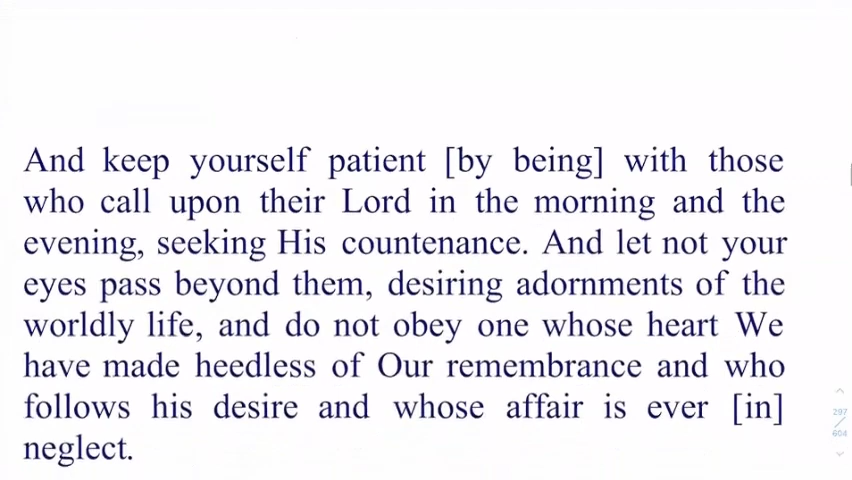 And keep yourself patient [by being] with those
who call upon their Lord in the morning and the
evening, seeking His countenance. And let not your
eyes pass beyond them, desiring adornments of the
worldly life, and do not obey one whose heart We
have made heedless of Our remembrance and who
follows his desire and whose affair is ever [in]
neglect.
297
/
604